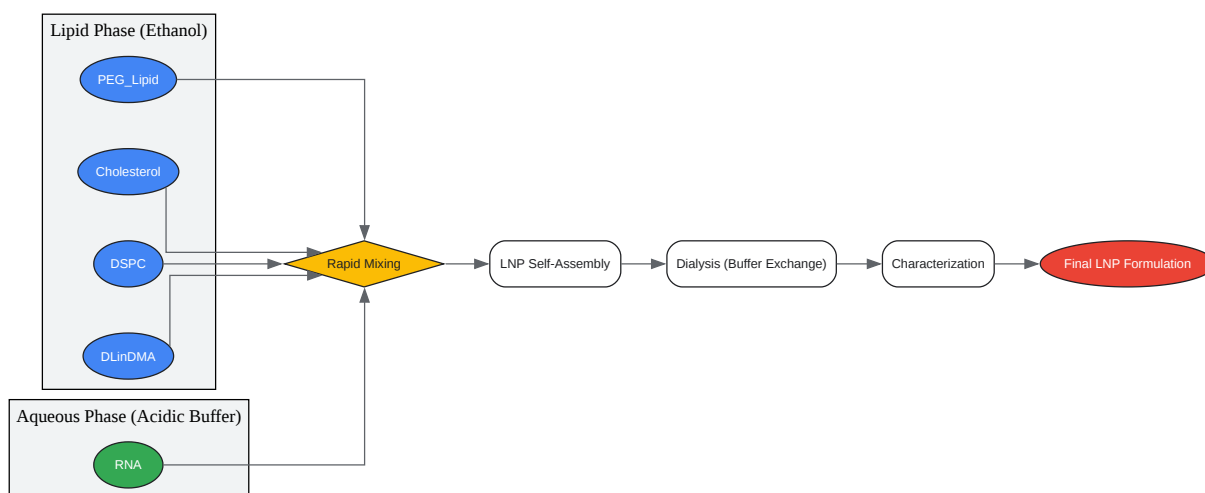 Lipid Phase (Ethanol)
PEG_Lipid
Cholesterol
DSPC
DLinDMA
Aqueous Phase (Acidic Buffer)
RNA
Rapid Mixing
LNP Self-Assembly
Dialysis (Buffer Exchange)
Characterization
Final LNP Formulation